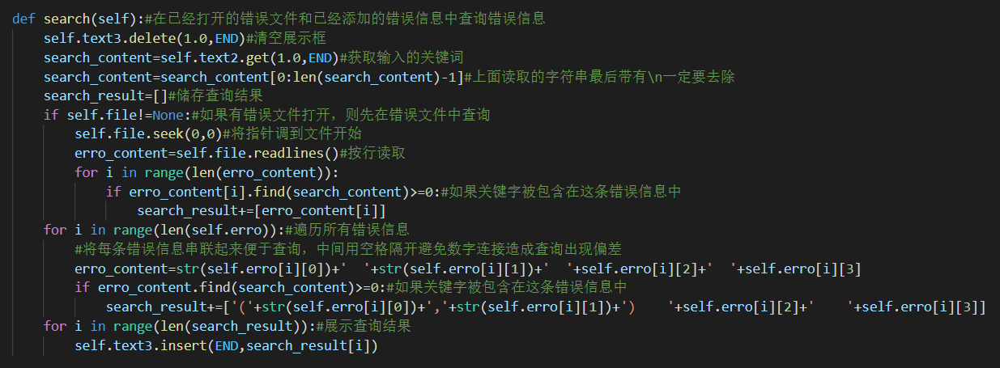 def search(self):#在已经打开的错误文件和已经添加的错误信息中查询错误信息
    self.text3.delete(1.0,END)#清空展示框
    search_content=self.text2.get(1.0,END)#获取输入的关键词
    search_content=search_content[0:len(search_content)-1]#上面读取的字符串最后带有\n一定要去除
    search_result=[]#储存查询结果
    if self.file!=None:#如果有错误文件打开，则先在错误文件中查询
        self.file.seek(0,0)#将指针调到文件开始
        erro_content=self.file.readlines()#按行读取
        for i in range(len(erro_content)):
            if erro_content[i].find(search_content)>=0:#如果关键字被包含在这条错误信息中
                search_result+=[erro_content[i]]
    for i in range(len(self.erro)):#遍历所有错误信息
        #将每条错误信息串联起来便于查询，中间用空格隔开避免数字连接造成查询出现偏差
        erro_content=str(self.erro[i][0])+'  '+str(self.erro[i][1])+'  '+self.erro[i][2]+'  '+self.erro[i][3]
        if erro_content.find(search_content)>=0:#如果关键字被包含在这条错误信息中
            search_result+=['('+str(self.erro[i][0])+','+str(self.erro[i][1])+')    '+self.erro[i][2]+'    '+self.erro[i][3]]
    for i in range(len(search_result)):#展示查询结果
        self.text3.insert(END,search_result[i])